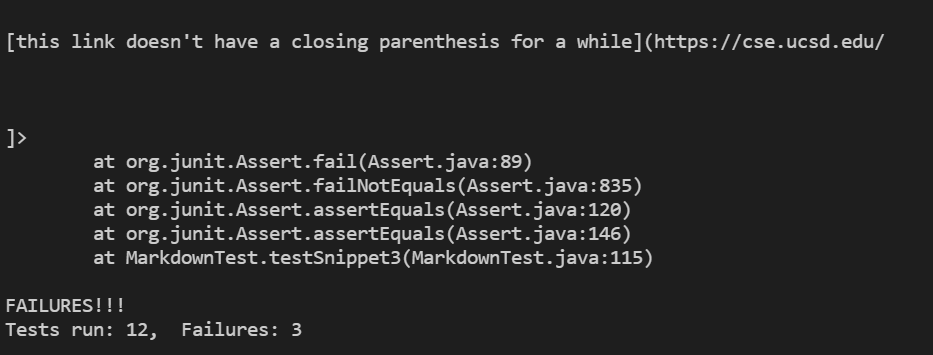 [this link doesn't have a closing parenthesis for a while](https://cse.ucsd.edu/
]>
at org.junit.Assert.fail(Assert.java:89)
at org.junit.Assert.failNotEquals(Assert.java:835)
at org.junit.Assert.assertEquals(Assert.java:120)
at org.junit.Assert.assertEquals(Assert.java:146)
at MarkdownTest.testSnippet3(MarkdownTest.java:115)
FAILURES!!!
Tests run: 12,  Failures: 3